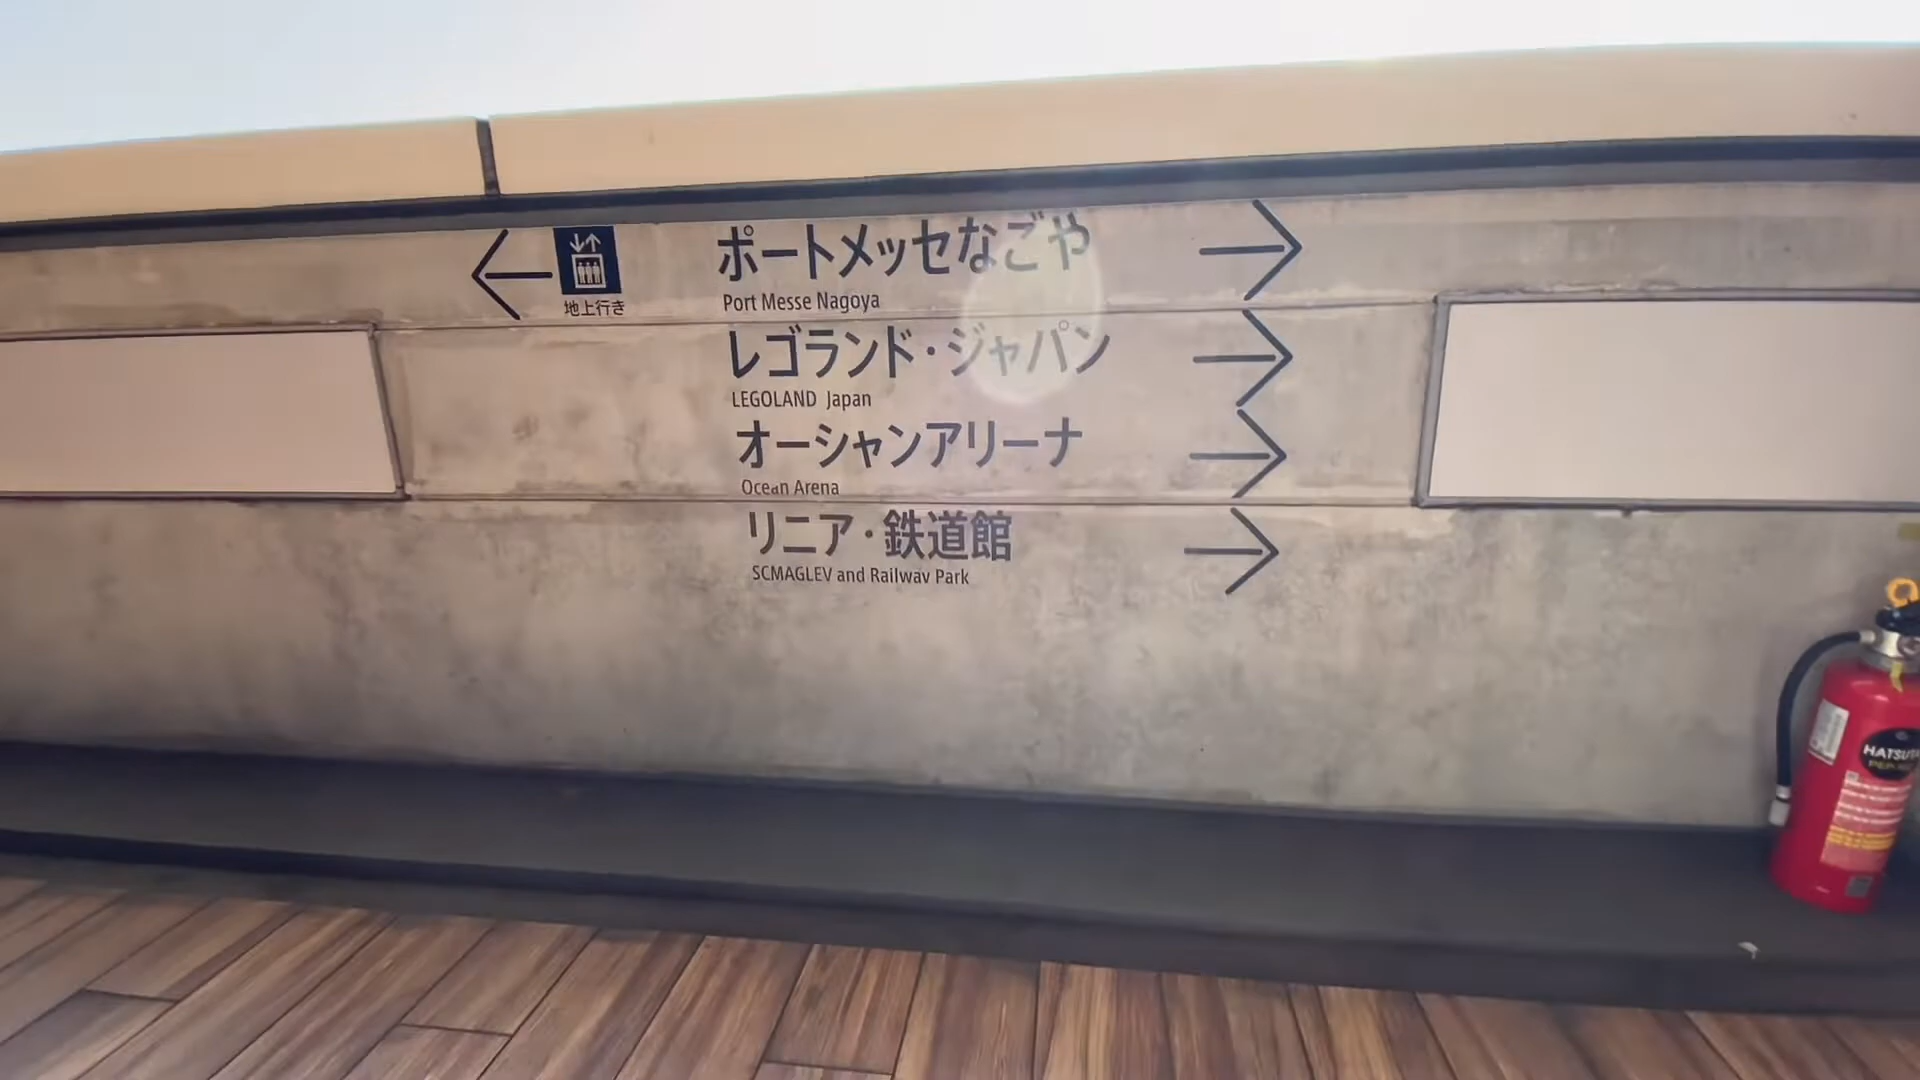 地上行き
ポートメッセなごや
Port Messe Nagoya
レゴランド・ジャパン
LEGOLAND Japan
オーシャンアリーナ
Ocean Arena
リニア・鉄道館
SCMAGLEV and Railway Park